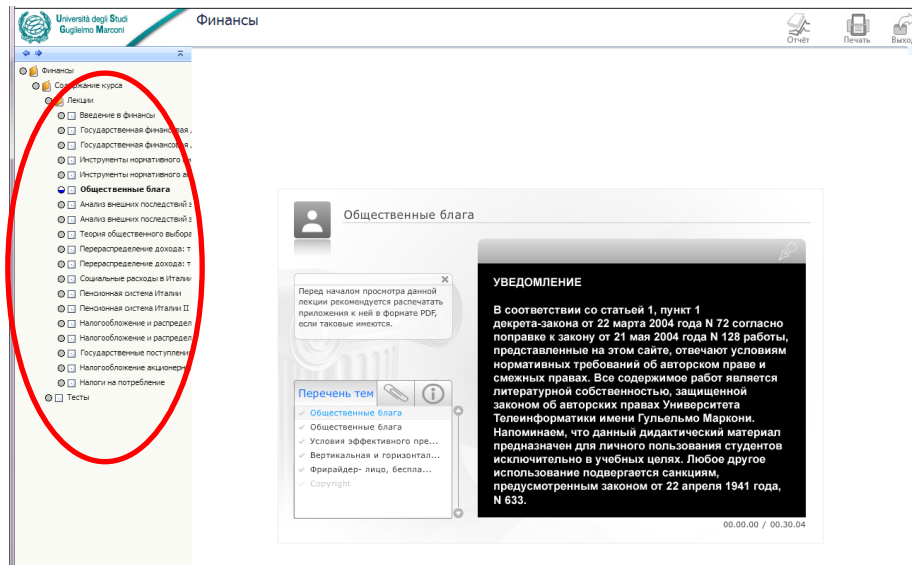 Università degli Studi
Guglielmo Marconi
Финансы
Отчёт
Печать
Выход
Финансы
Содержание курса
Лекции
Введение в финансы
Государственная финансовая
Государственная финансовая
Инструменты нормативного
Инструменты нормативного
Общественные блага
Анализ внешних последствий з
Анализ внешних последствий з
Теория общественного выбора
Перераспределение дохода: т
Перераспределение дохода: т
Социальные расходы в Италии
Пенсионная система Италии
Пенсионная система Италии II
Налогообложение и распредел
Налогообложение и распредел
Государственные поступлени
Налогообложение акционерн
Налоги на потребление
Тесты
Общественные блага
Перед началом просмотра данной
лекции рекомендуется распечатать
приложения к ней в формате PDF,
если таковые имеются.
Перечень тем
Общественные блага
Общественные блага
Условия эффективного пре...
Вертикальная и горизонтал...
Фрирайдер- лицо, беспла...
Copyright
УВЕДОМЛЕНИЕ
В соответствии со статьей 1, пункт 1
декрета-закона от 22 марта 2004 года N 72 согласно
поправке к закону от 21 мая 2004 года N 128 работы,
представленные на этом сайте, отвечают условиям
нормативных требований об авторском праве и
смежных правах. Все содержимое работ является
литературной собственностью, защищенной
законом об авторских правах Университета
Телеинформатики имени Гульельмо Маркони.
Напоминаем, что данный дидактический материал
предназначен для личного пользования студентов
исключительно в учебных целях. Любое другое
использование подвергается санкциям,
предусмотренным законом от 22 апреля 1941 года,
N 633.
00.00.00 / 00.30.04